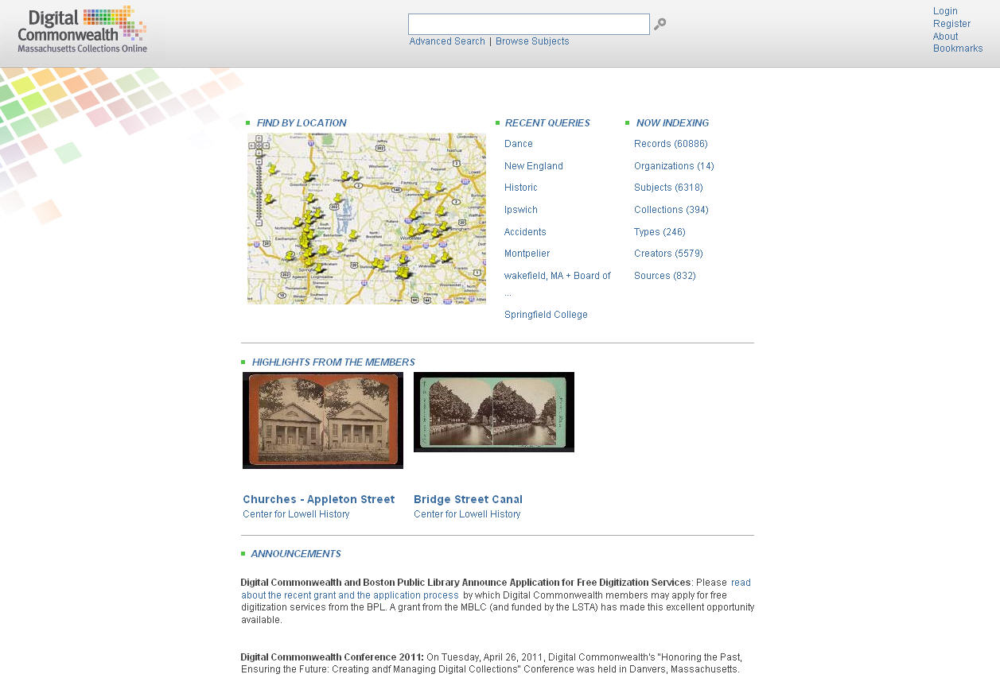 Digital
Commonwealth
Massachusetts Collections Online
Advanced Search | Browse Subjects
Login
Register
About
Bookmarks
FIND BY LOCATION
RECENT QUERIES
Dance
New England
Historic
Ipswich
Accidents
Montpelier
wakefield, MA + Board of
...
Springfield College
NOW INDEXING
Records (60886)
Organizations (14)
Subjects (6318)
Collections (394)
Types (246)
Creators (5579)
Sources (832)
HIGHLIGHTS FROM THE MEMBERS
Churches - Appleton Street
Center for Lowell History
Bridge Street Canal
Center for Lowell History
ANNOUNCEMENTS
Digital Commonwealth and Boston Public Library Announce Application for Free Digitization Services: Please read
about the recent grant and the application process by which Digital Commonwealth members may apply for free
digitization services from the BPL. A grant from the MBLC (and funded by the LSTA) has made this excellent opportunity
available.
Digital Commonwealth Conference 2011: On Tuesday, April 26, 2011, Digital Commonwealth's "Honoring the Past,
Ensuring the Future: Creating andf Managing Digital Collections" Conference was held in Danvers, Massachusetts.